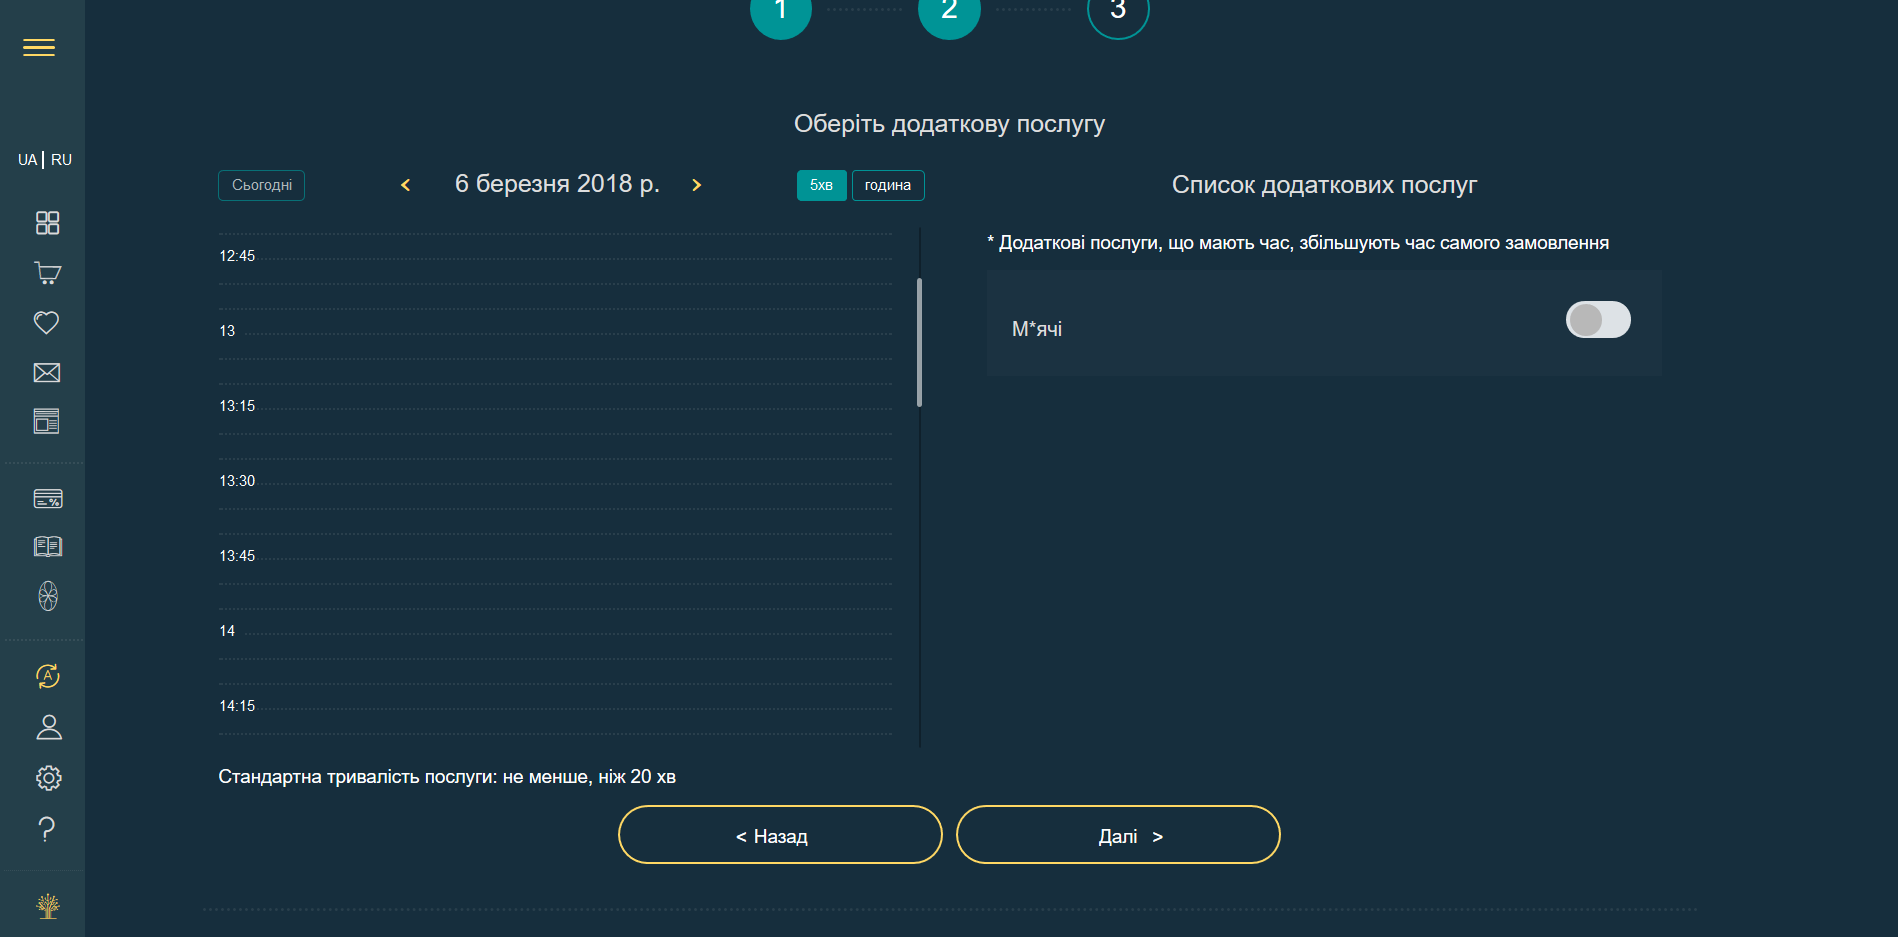 1
2
3
UA | RU
Оберіть додаткову послугу
Сьогодні
< 6 березня 2018 р. >
5хв
година
Список додаткових послуг
* Додаткові послуги, що мають час, збільшують час самого замовлення
М*ячі
12:45
13
13:15
13:30
13:45
14
14:15
Стандартна тривалість послуги: не менше, ніж 20 хв
< Назад
Далі >